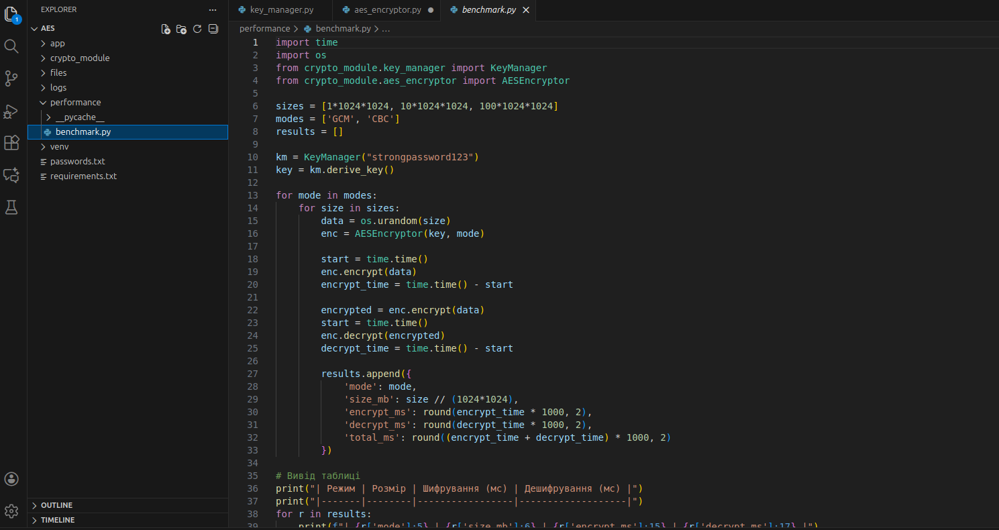 EXPLORER
1
AES
app
crypto_module
files
logs
performance
__pycache__
benchmark.py
venv
passwords.txt
requirements.txt
OUTLINE
TIMELINE
key_manager.py
aes_encryptor.py
benchmark.py
performance > benchmark.py > ...
1 import time
2 import os
3 from crypto_module.key_manager import KeyManager
4 from crypto_module.aes_encryptor import AESEncryptor
5
6 sizes = [1*1024*1024, 10*1024*1024, 100*1024*1024]
7 modes = ['GCM', 'CBC']
8 results = []
9
10 km = KeyManager("strongpassword123")
11 key = km.derive_key()
12
13 for mode in modes:
14     for size in sizes:
15         data = os.urandom(size)
16         enc = AESEncryptor(key, mode)
17
18         start = time.time()
19         enc.encrypt(data)
20         encrypt_time = time.time() - start
21
22         encrypted = enc.encrypt(data)
23         start = time.time()
24         enc.decrypt(encrypted)
25         decrypt_time = time.time() - start
26
27         results.append({
28             'mode': mode,
29             'size_mb': size // (1024*1024),
30             'encrypt_ms': round(encrypt_time * 1000, 2),
31             'decrypt_ms': round(decrypt_time * 1000, 2),
32             'total_ms': round((encrypt_time + decrypt_time) * 1000, 2)
33         })
34
35 # Вивід таблиці
36 print("| Режим | Розмір | Шифрування (мс) | Дешифрування (мс) |")
37 print("|-------|--------|-----------------|-------------------|")
38 for r in results:
39     print(f"| {r['mode']:5} | {r['size_mb']:6} | {r['encrypt_ms']:15} | {r['decrypt_ms']:17} |")